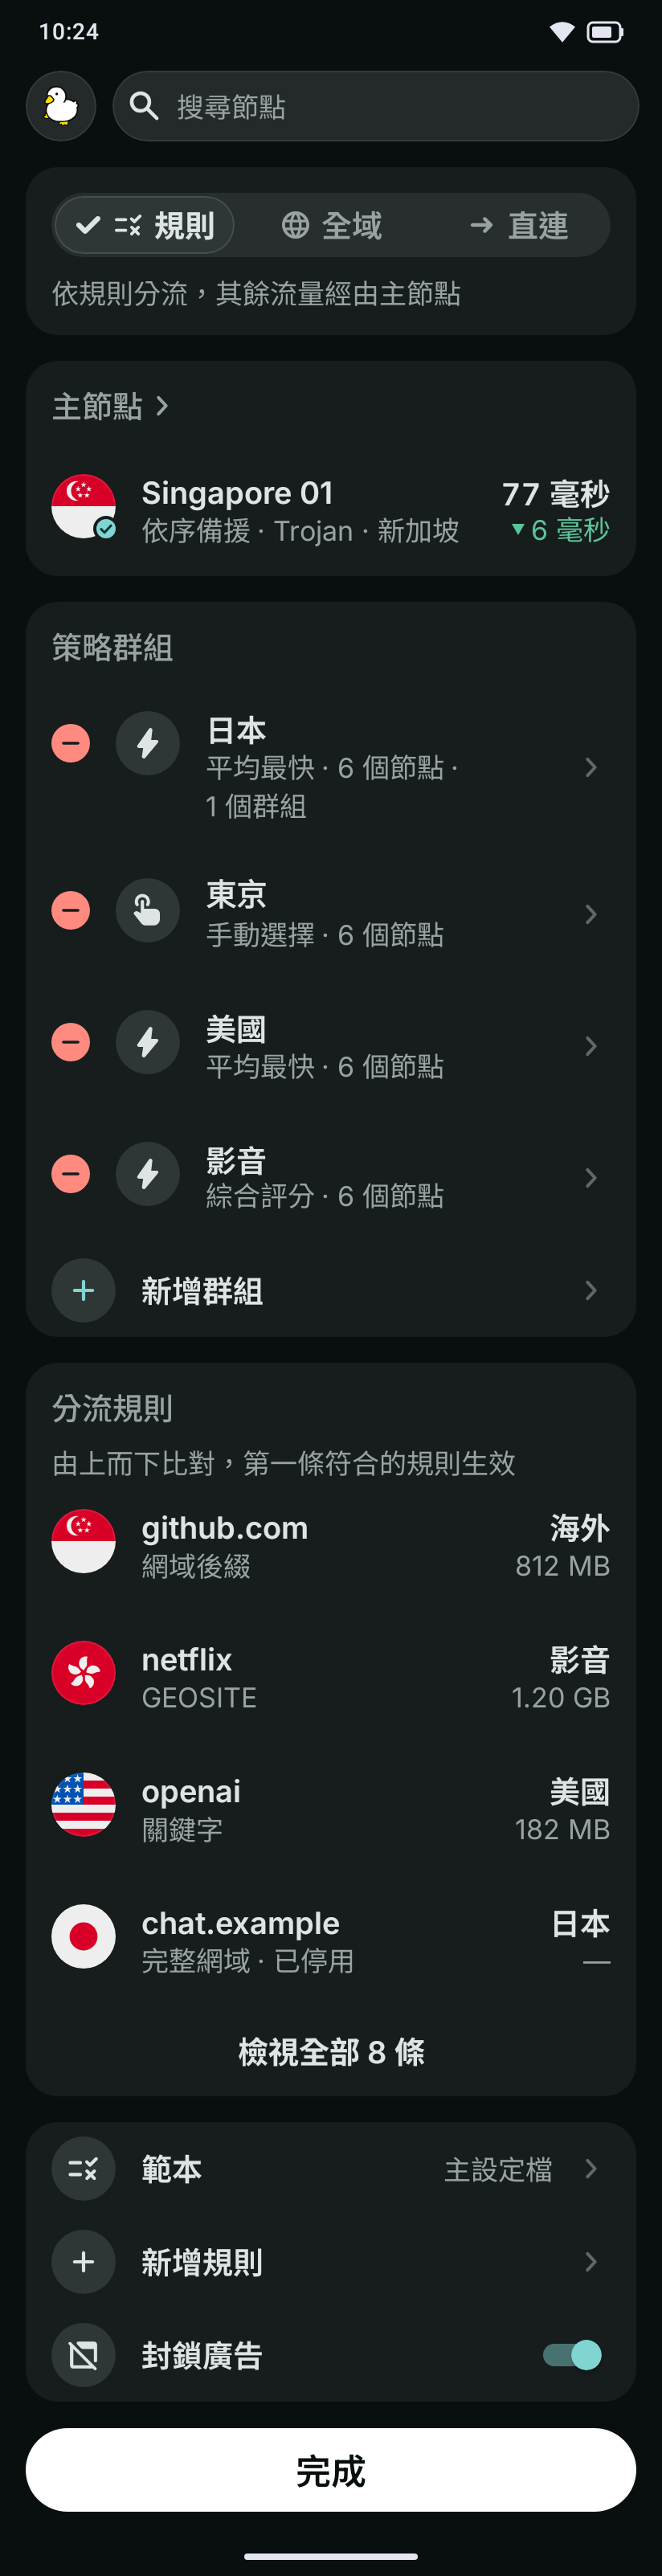 10:24
搜尋節點
規則
全域
直連
依規則分流，其餘流量經由主節點
主節點
Singapore 01
77 毫秒
依序備援 · Trojan · 新加坡
▼6 毫秒
策略群組
日本
平均最快 · 6 個節點 ·
1 個群組
東京
手動選擇 · 6 個節點
美國
平均最快 · 6 個節點
影音
綜合評分 · 6 個節點
新增群組
分流規則
由上而下比對，第一條符合的規則生效
github.com
海外
網域後綴
812 MB
netflix
影音
GEOSITE
1.20 GB
openai
美國
關鍵字
182 MB
chat.example
日本
完整網域 · 已停用
—
檢視全部 8 條
範本
主設定檔
新增規則
封鎖廣告
完成